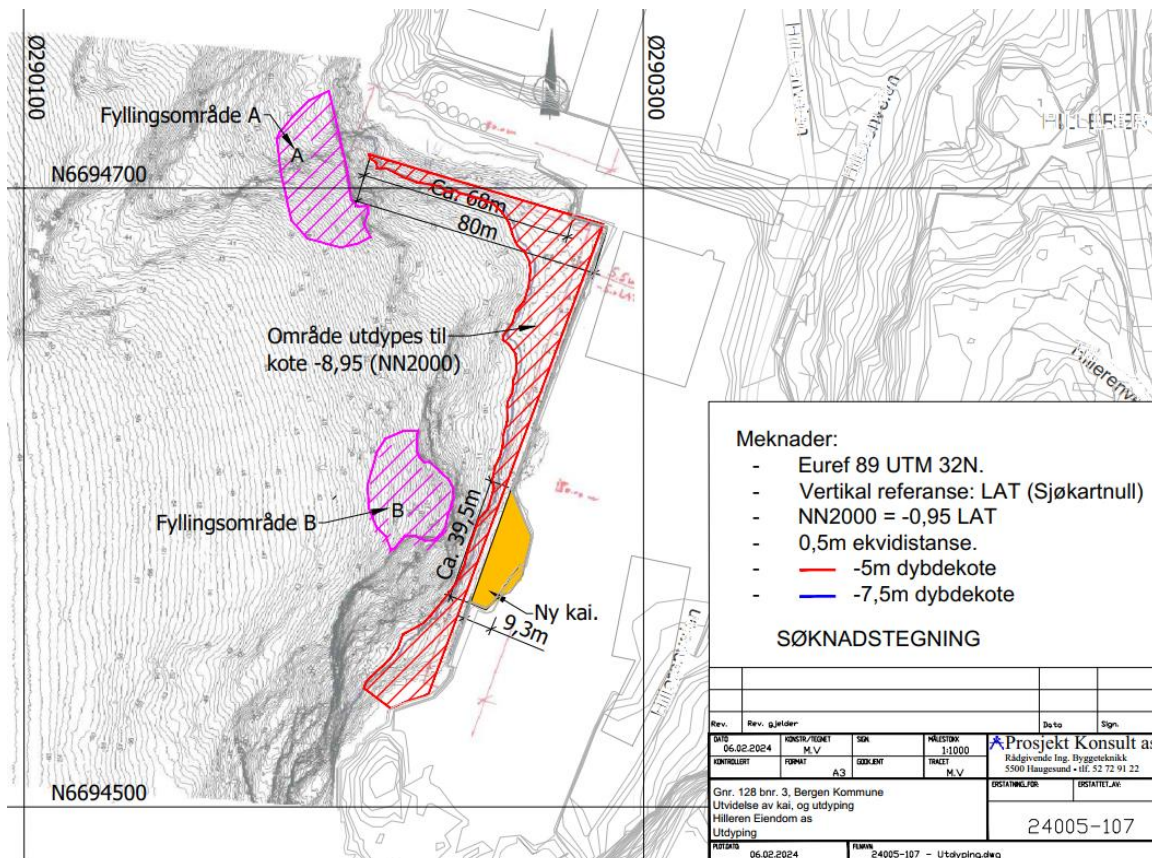 Ø290100
Ø290300
Fyllingsområde A
A
N6694700
Ca. 68m
80m
Område utdypes til
kote -8,95 (NN2000)
Fyllingsområde B
B
Ca. 39,5m
Ny kai.
9,3m
N6694500
Meknader:
- Euref 89 UTM 32N.
- Vertikal referanse: LAT (Sjøkartnull)
- NN2000 = -0,95 LAT
- 0,5m ekvidistanse.
- -5m dybdekote
- -7,5m dybdekote
SØKNADSTEGNING
Rev. Rev. gjelder Dato Sign.
DATO 06.02.2024 KONSTR/TEGNET M.V SIGN. MÅLESTOKK 1:1000
KONTROLLERT FORMAT A3 GODKJENT TRACET M.V
Prosjekt Konsult as
Rådgivende Ing. Byggeteknikk
5500 Haugesund • tlf. 52 72 91 22
Gnr. 128 bnr. 3, Bergen Kommune
Utvidelse av kai, og utdyping
Hilleren Eiendom as
Utdyping
ERSTATNING FOR: ERSTATTET AV:
24005-107
PLOTDATO 06.02.2024 FILNAVN 24005-107 - Utdyping.dwg